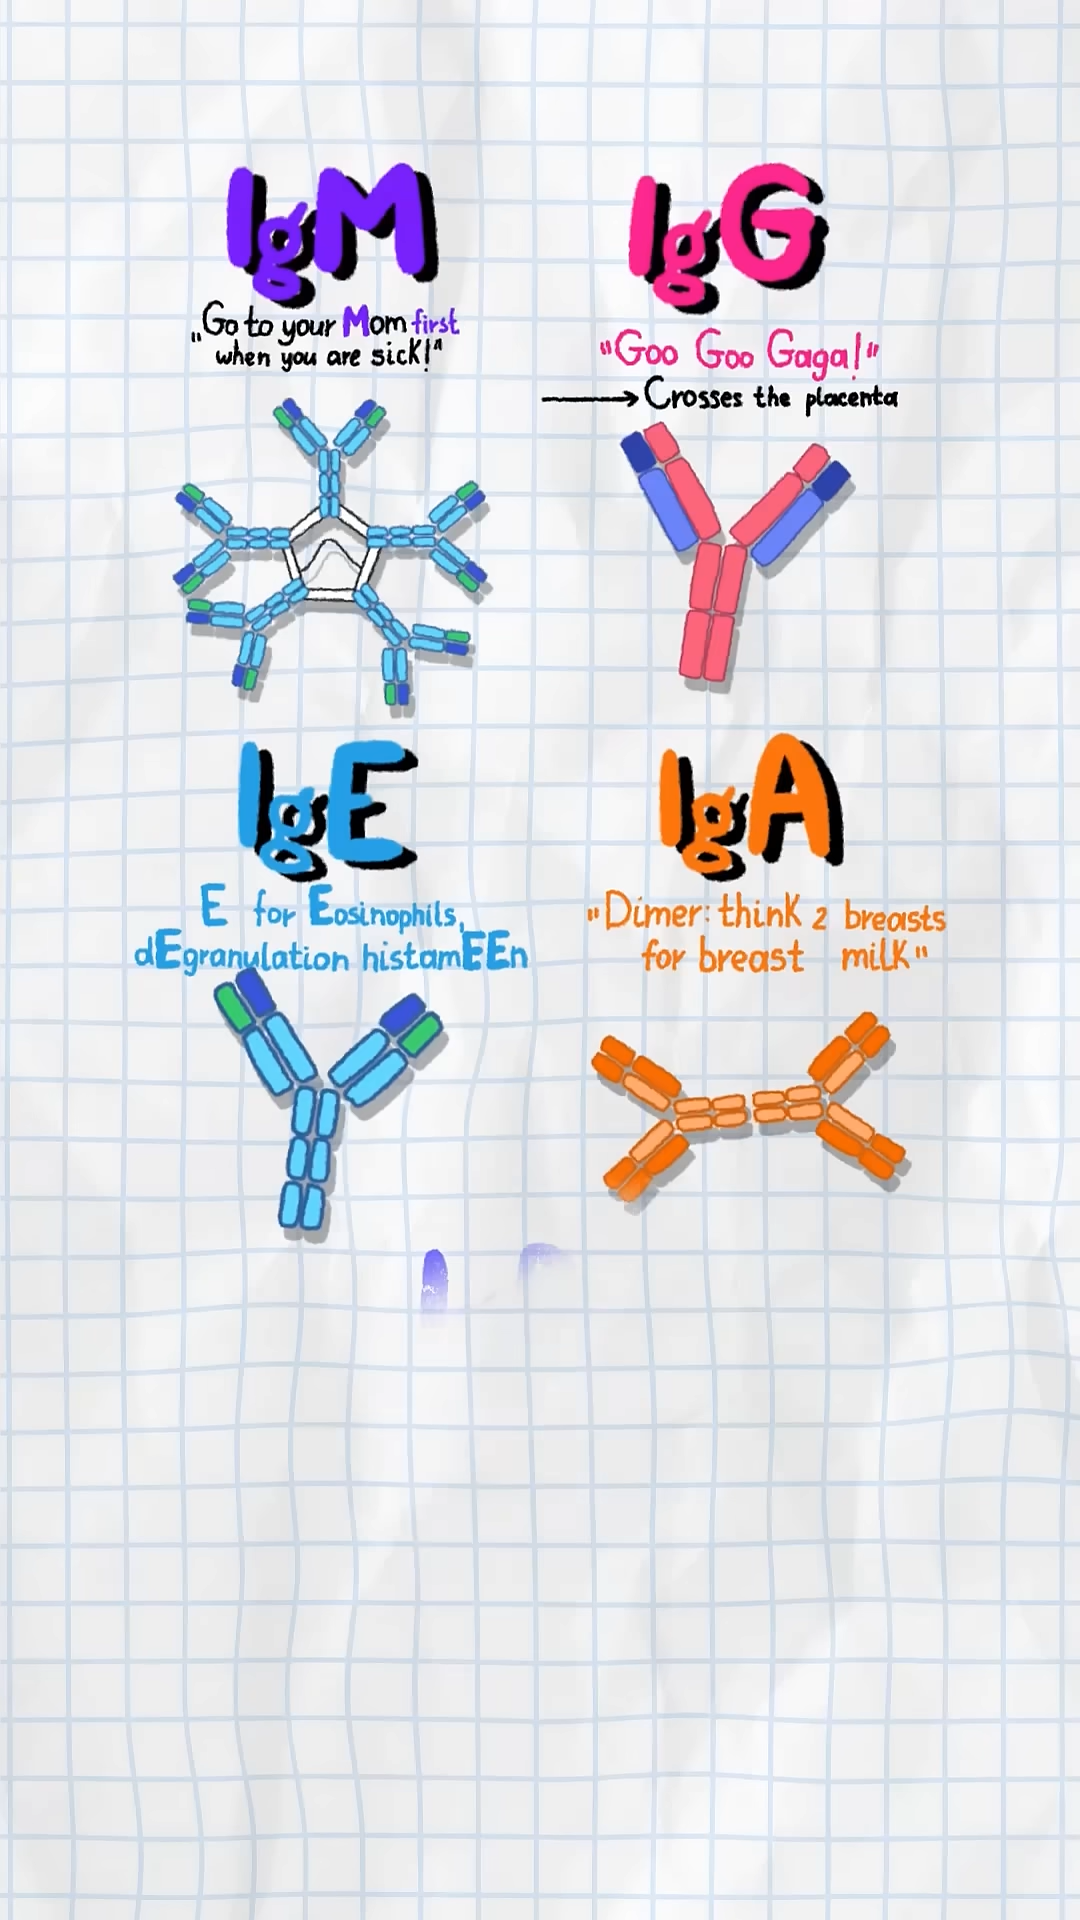 IgM
„Go to your Mom first
when you are sick!"
IgG
"Goo Goo Gaga!"
Crosses the placenta
IgE
E for Eosinophils,
dEgranulation histamEEn
IgA
"Dimer: think 2 breasts
for breast milk"